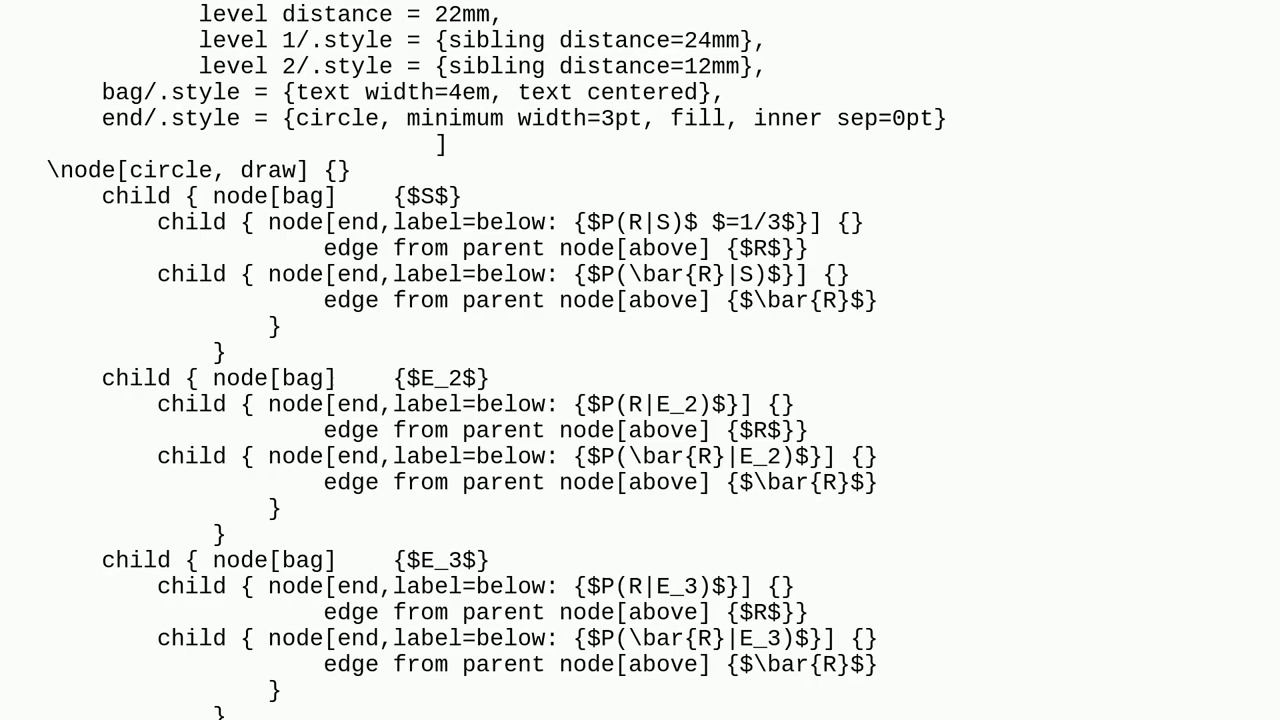 level distance = 22mm,
level 1/.style = {sibling distance=24mm},
level 2/.style = {sibling distance=12mm},
bag/.style = {text width=4em, text centered},
end/.style = {circle, minimum width=3pt, fill, inner sep=0pt}
]
\node[circle, draw] {}
child { node[bag]    {$S$}
child { node[end,label=below: {$P(R|S)$ $=1/3$}] {}
edge from parent node[above] {$R$}}
child { node[end,label=below: {$P(\bar{R}|S)$}] {}
edge from parent node[above] {$\bar{R}$}
}
}
child { node[bag]    {$E_2$}
child { node[end,label=below: {$P(R|E_2)$}] {}
edge from parent node[above] {$R$}}
child { node[end,label=below: {$P(\bar{R}|E_2)$}] {}
edge from parent node[above] {$\bar{R}$}
}
}
child { node[bag]    {$E_3$}
child { node[end,label=below: {$P(R|E_3)$}] {}
edge from parent node[above] {$R$}}
child { node[end,label=below: {$P(\bar{R}|E_3)$}] {}
edge from parent node[above] {$\bar{R}$}
}
}